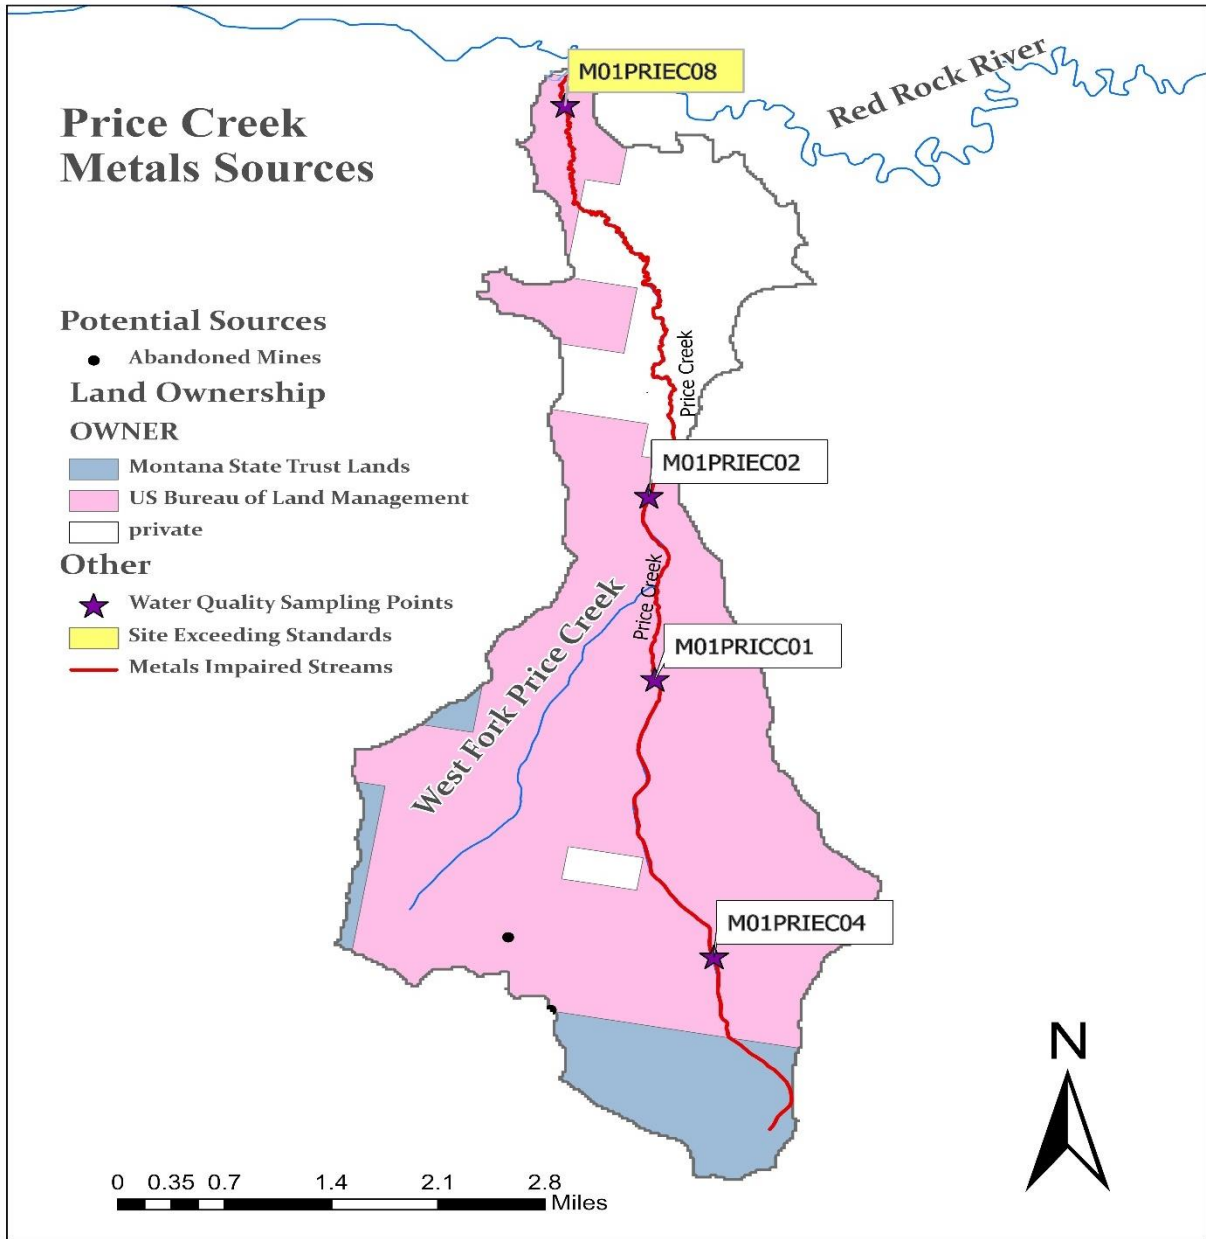 M01PRIEC08
Red Rock River
Price Creek
Metals Sources
Potential Sources
Abandoned Mines
Land Ownership
OWNER
Montana State Trust Lands
US Bureau of Land Management
private
Other
Water Quality Sampling Points
Site Exceeding Standards
Metals Impaired Streams
Price Creek
M01PRIEC02
Price Creek
West Fork Price Creek
M01PRICC01
M01PRIEC04
N
0 0.35 0.7 1.4 2.1 2.8
Miles